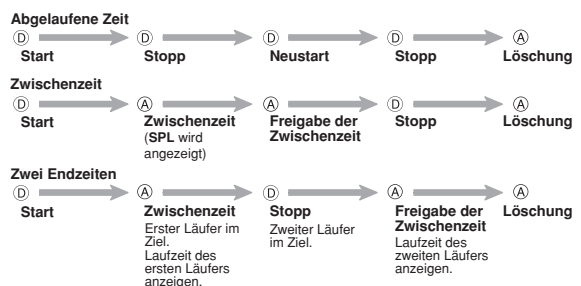 Abgelaufene Zeit
D D D D A
Start Stopp Neustart Stopp Löschung
Zwischenzeit
D A A D A
Start Zwischenzeit Freigabe der Stopp Löschung
(SPL wird Zwischenzeit
angezeigt)
Zwei Endzeiten
D A D A A
Start Zwischenzeit Stopp Freigabe der Löschung
Erster Läufer im Zweiter Läufer Zwischenzeit
Ziel. im Ziel. Laufzeit des
Laufzeit des zweiten Läufers
ersten Läufers anzeigen.
anzeigen.